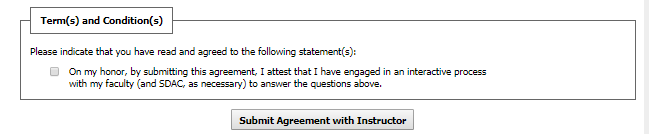 Term(s) and Condition(s)
Please indicate that you have read and agreed to the following statement(s):
On my honor, by submitting this agreement, I attest that I have engaged in an interactive process
with my faculty (and SDAC, as necessary) to answer the questions above.
Submit Agreement with Instructor